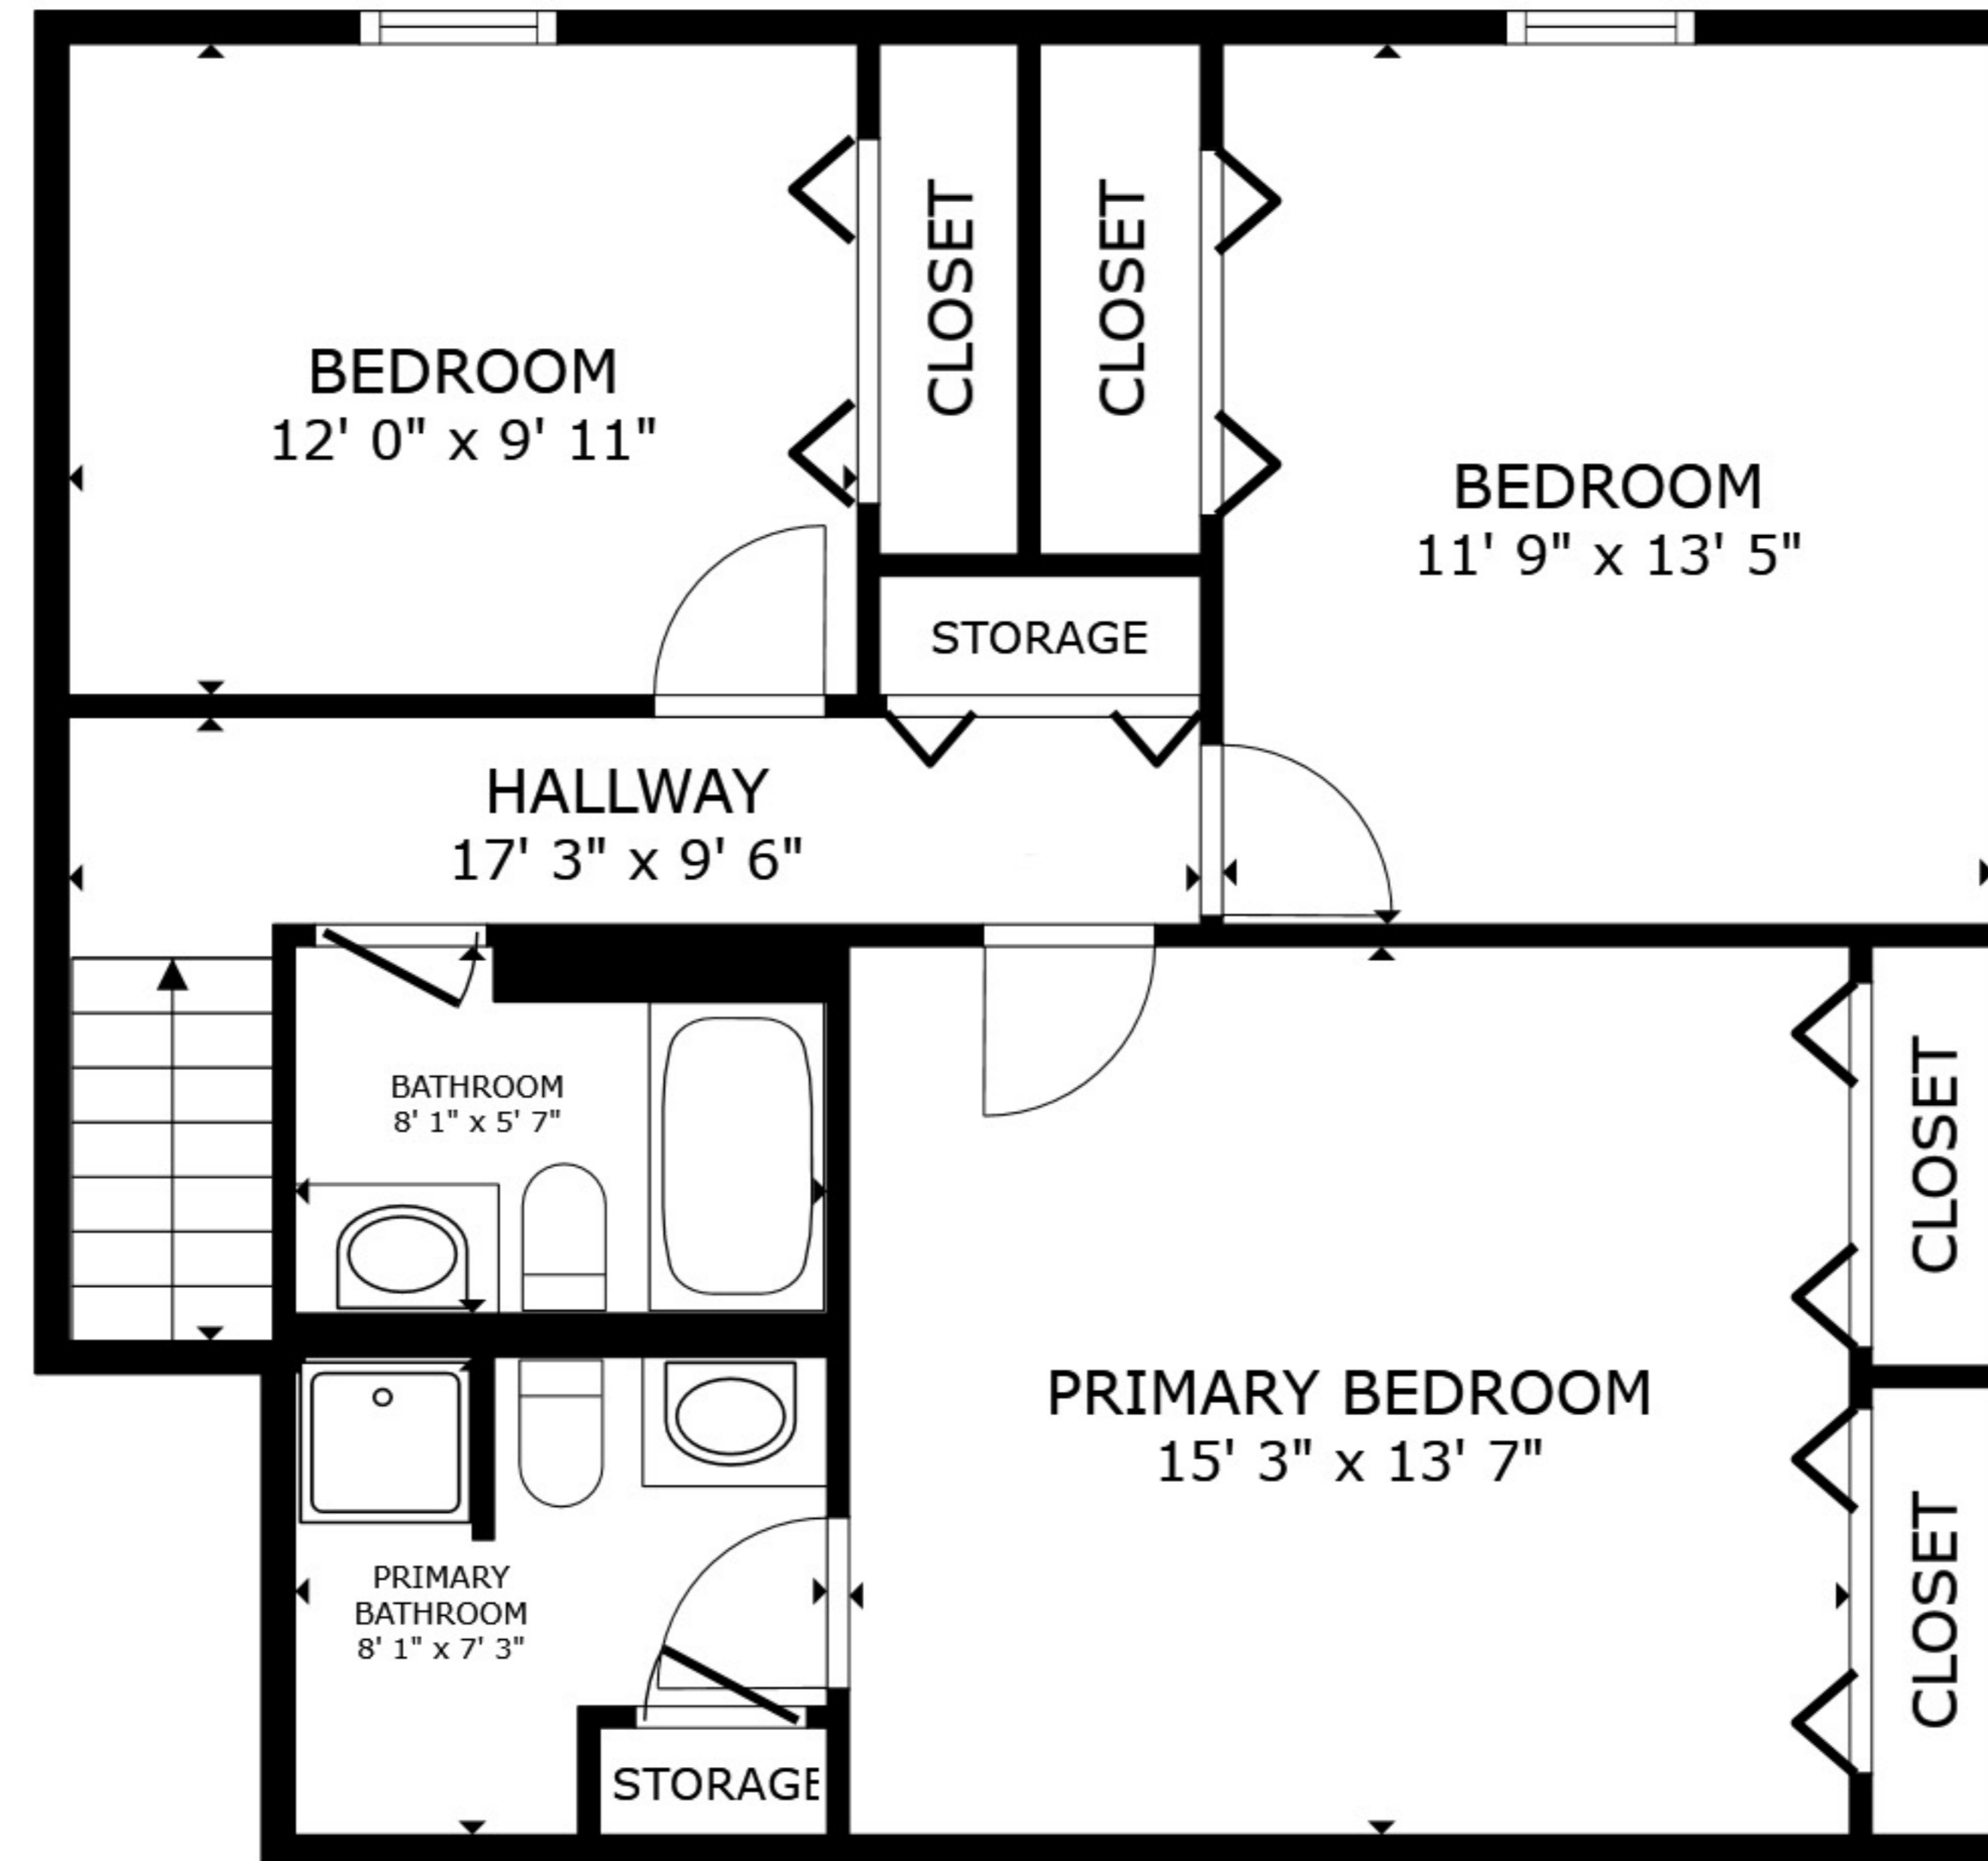 BEDROOM
12' 0" x 9' 11"
CLOSET
CLOSET
BEDROOM
11' 9" x 13' 5"
STORAGE
HALLWAY
17' 3" x 9' 6"
BATHROOM
8' 1" x 5' 7"
CLOSET
PRIMARY BEDROOM
15' 3" x 13' 7"
CLOSET
PRIMARY
BATHROOM
8' 1" x 7' 3"
STORAGE